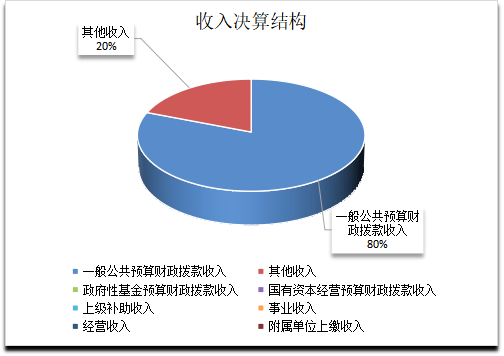 收入决算结构
其他收入
20%
一般公共预算财
政拨款收入
80%
一般公共预算财政拨款收入
其他收入
政府性基金预算财政拨款收入
国有资本经营预算财政拨款收入
上级补助收入
事业收入
经营收入
附属单位上缴收入